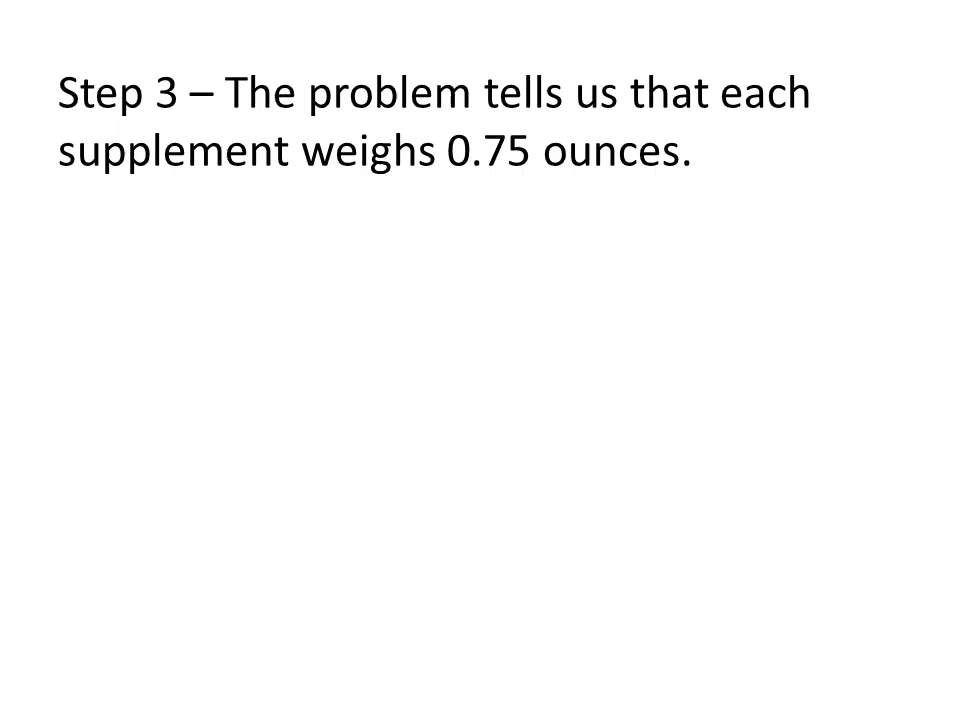 Step 3 – The problem tells us that each
supplement weighs 0.75 ounces.